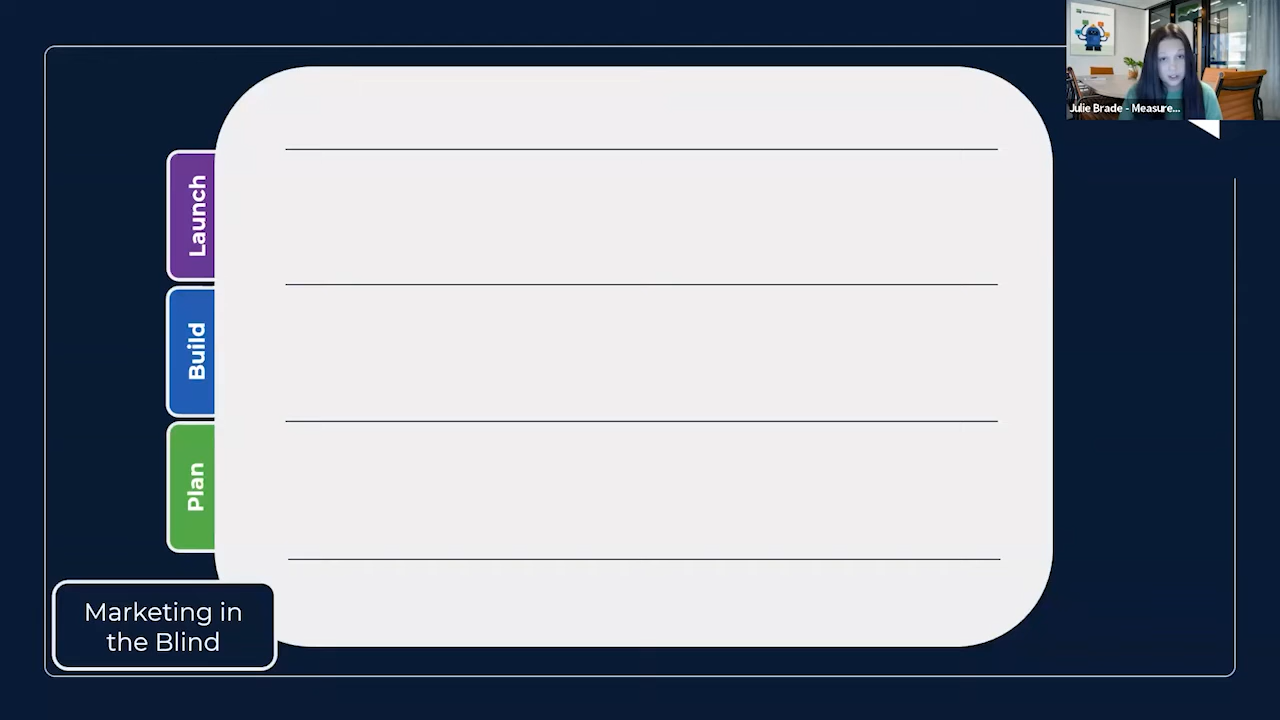 Julie Brade - Measure...
Launch
Build
Plan
Marketing in
the Blind